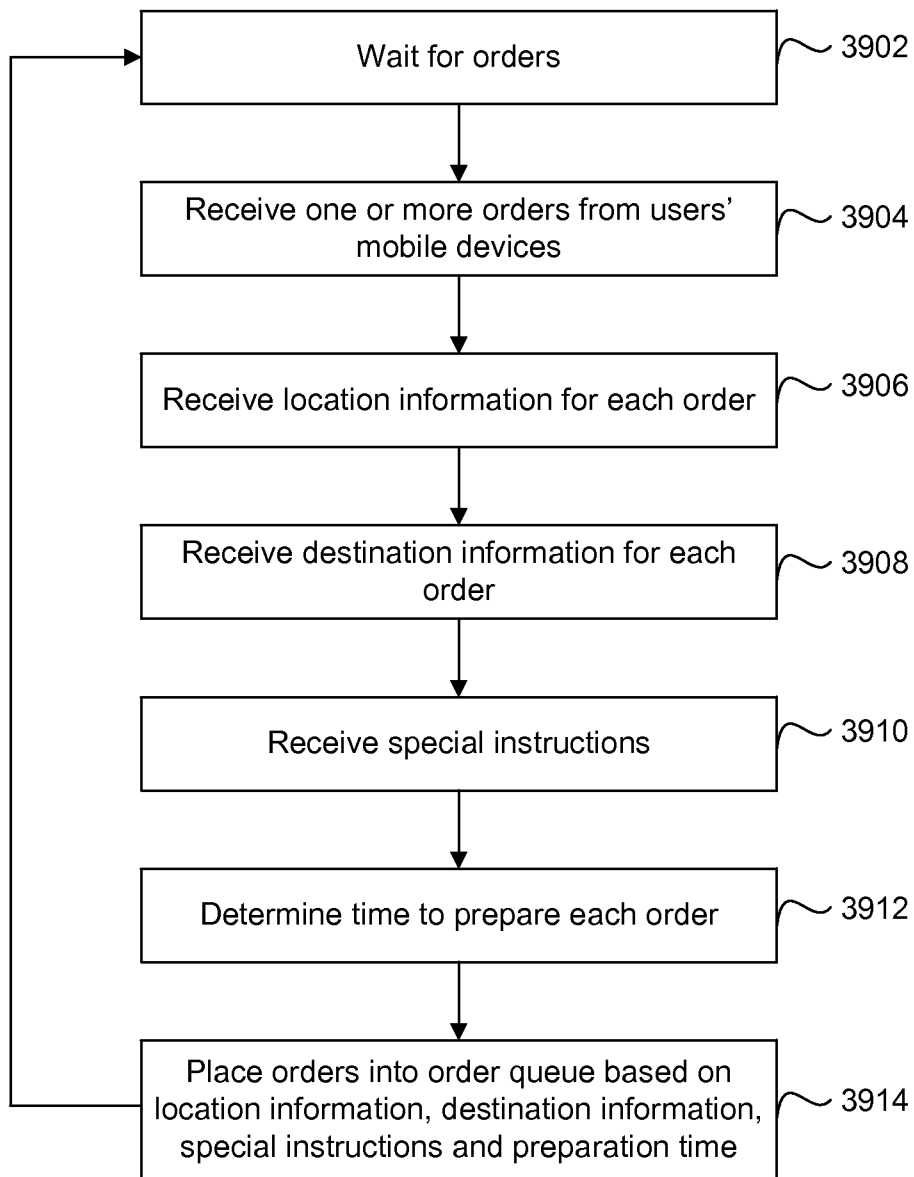 Wait for orders
3902
Receive one or more orders from users’
mobile devices
3904
Receive location information for each order
3906
Receive destination information for each
order
3908
Receive special instructions
3910
Determine time to prepare each order
3912
Place orders into order queue based on
location information, destination information,
special instructions and preparation time
3914